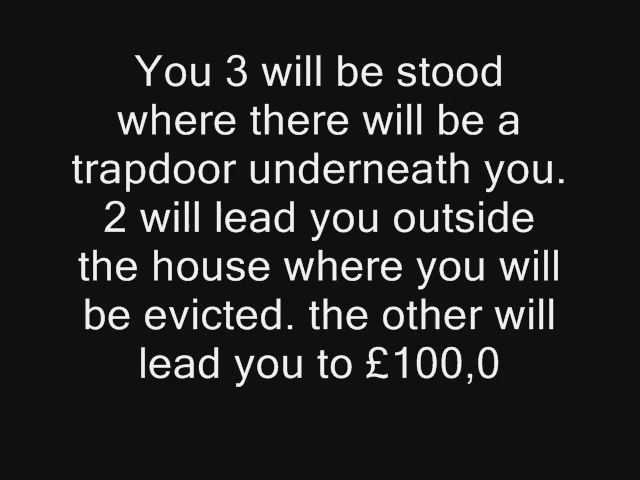 You 3 will be stood
where there will be a
trapdoor underneath you.
2 will lead you outside
the house where you will
be evicted. the other will
lead you to £100,0